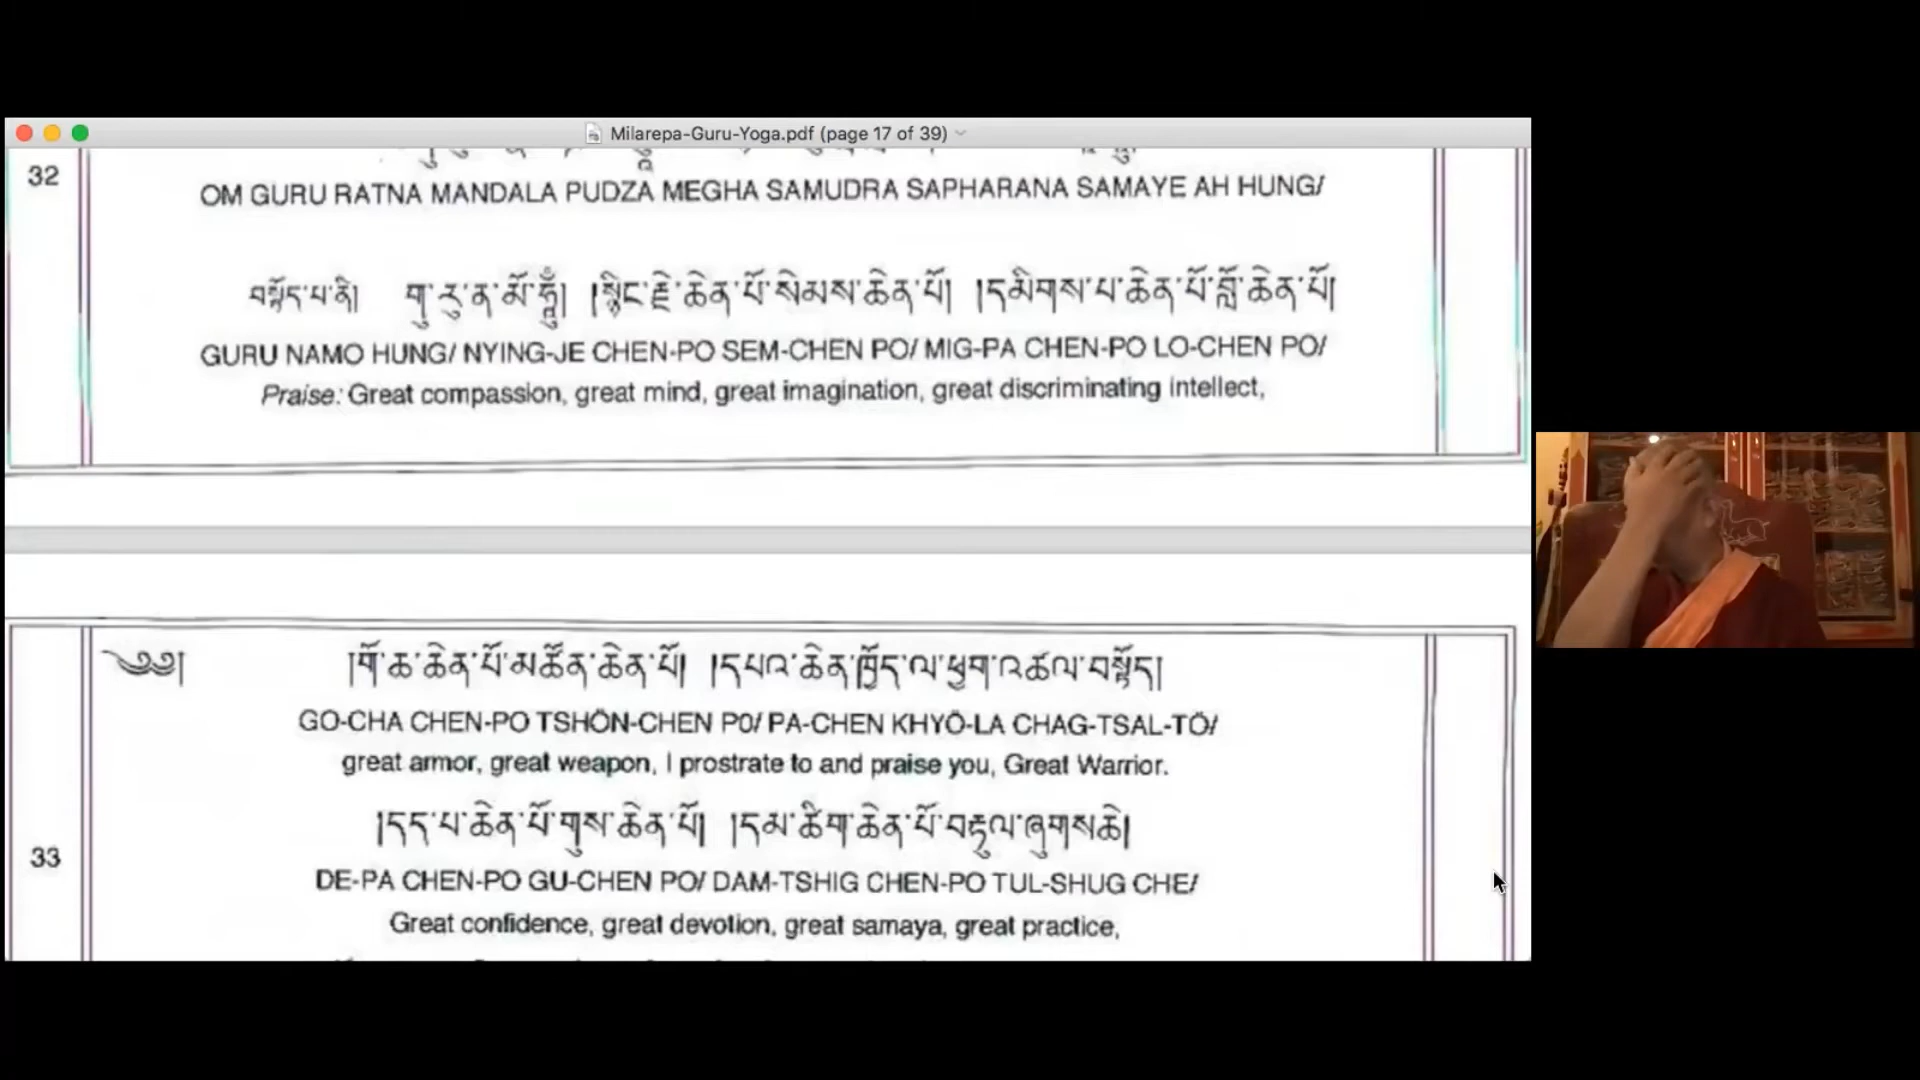 Milarepa-Guru-Yoga.pdf (page 17 of 39)
32
OM GURU RATNA MANDALA PUDZA MEGHA SAMUDRA SAPHARANA SAMAYE AH HUNG/
བསྟོད་པ་ནི། གུ་རུ་ན་མོ་ཧཱུྃ། །སྙིང་རྗེ་ཆེན་པོ་སེམས་ཆེན་པོ། །དམིགས་པ་ཆེན་པོ་བློ་ཆེན་པོ།
GURU NAMO HUNG/ NYING-JE CHEN-PO SEM-CHEN PO/ MIG-PA CHEN-PO LO-CHEN PO/
Praise: Great compassion, great mind, great imagination, great discriminating intellect,
༄༅། །གོ་ཆ་ཆེན་པོ་མཚོན་ཆེན་པོ། །དཔའ་ཆེན་ཁྱོད་ལ་ཕྱག་འཚལ་བསྟོད།
GO-CHA CHEN-PO TSHÖN-CHEN PO/ PA-CHEN KHYÖ-LA CHAG-TSAL-TÖ/
great armor, great weapon, I prostrate to and praise you, Great Warrior.
།དད་པ་ཆེན་པོ་གུས་ཆེན་པོ། །དམ་ཚིག་ཆེན་པོ་བརྟུལ་ཞུགས་ཆེ།
33
DE-PA CHEN-PO GU-CHEN PO/ DAM-TSHIG CHEN-PO TUL-SHUG CHE/
Great confidence, great devotion, great samaya, great practice,